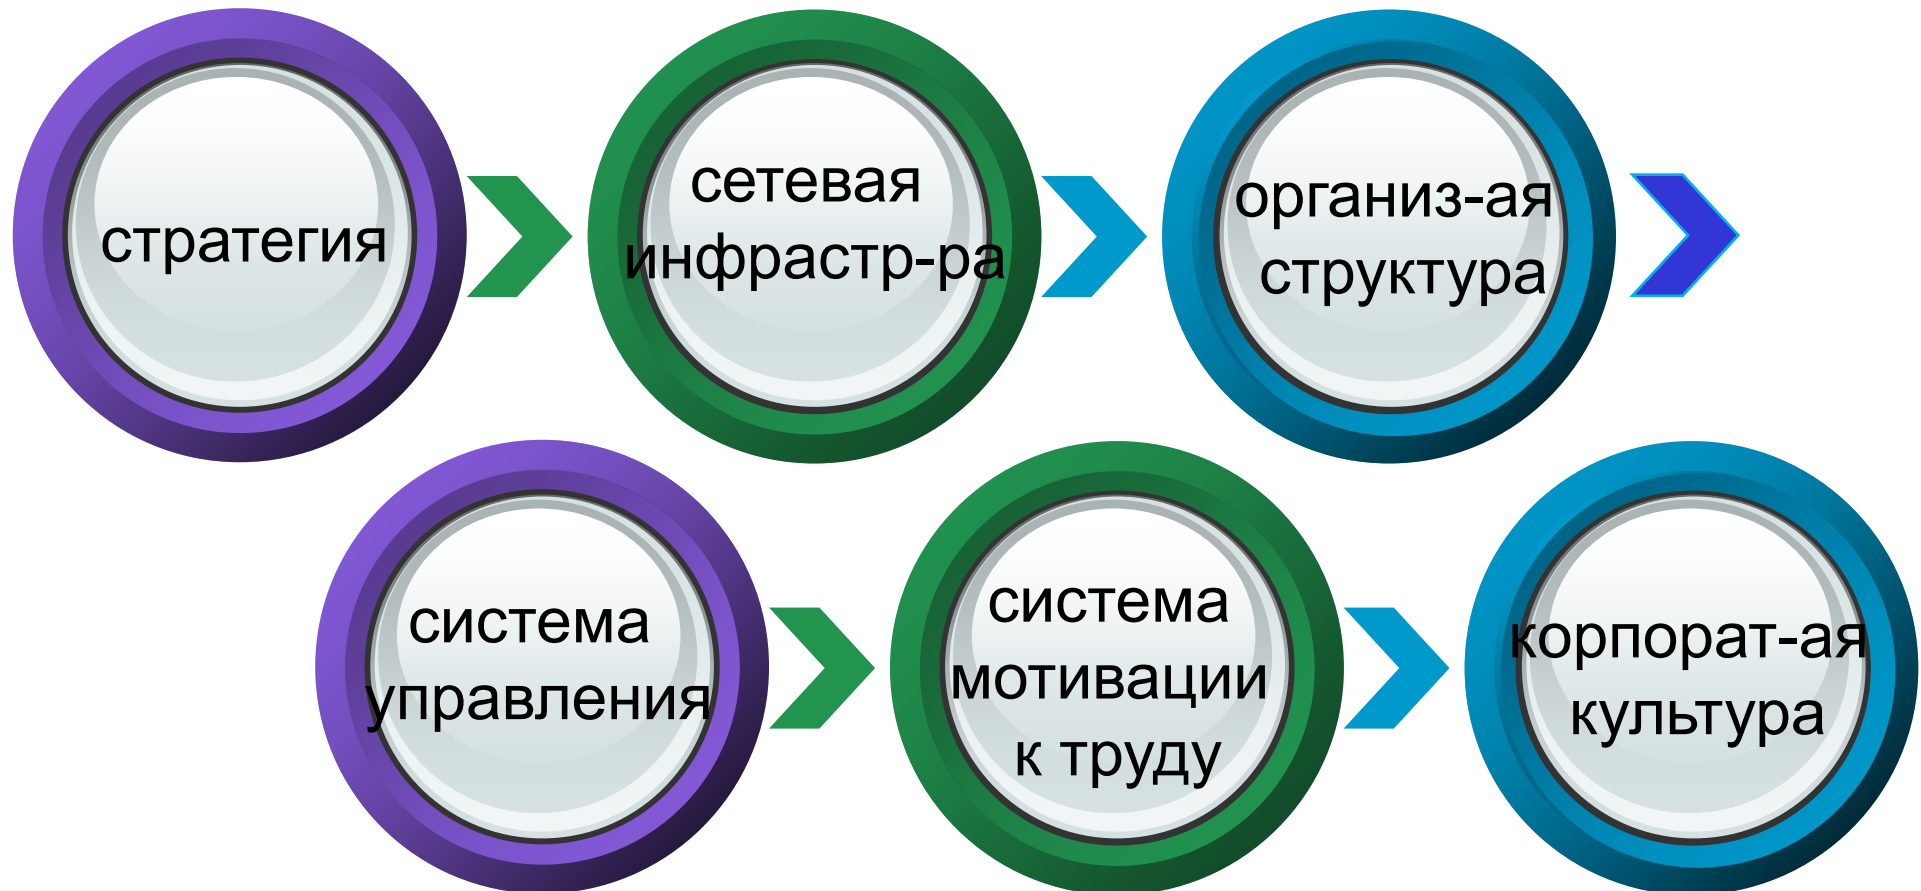 стратегия
сетевая
инфрастр-ра
организ-ая
структура
система
управления
система
мотивации
к труду
корпорат-ая
культура